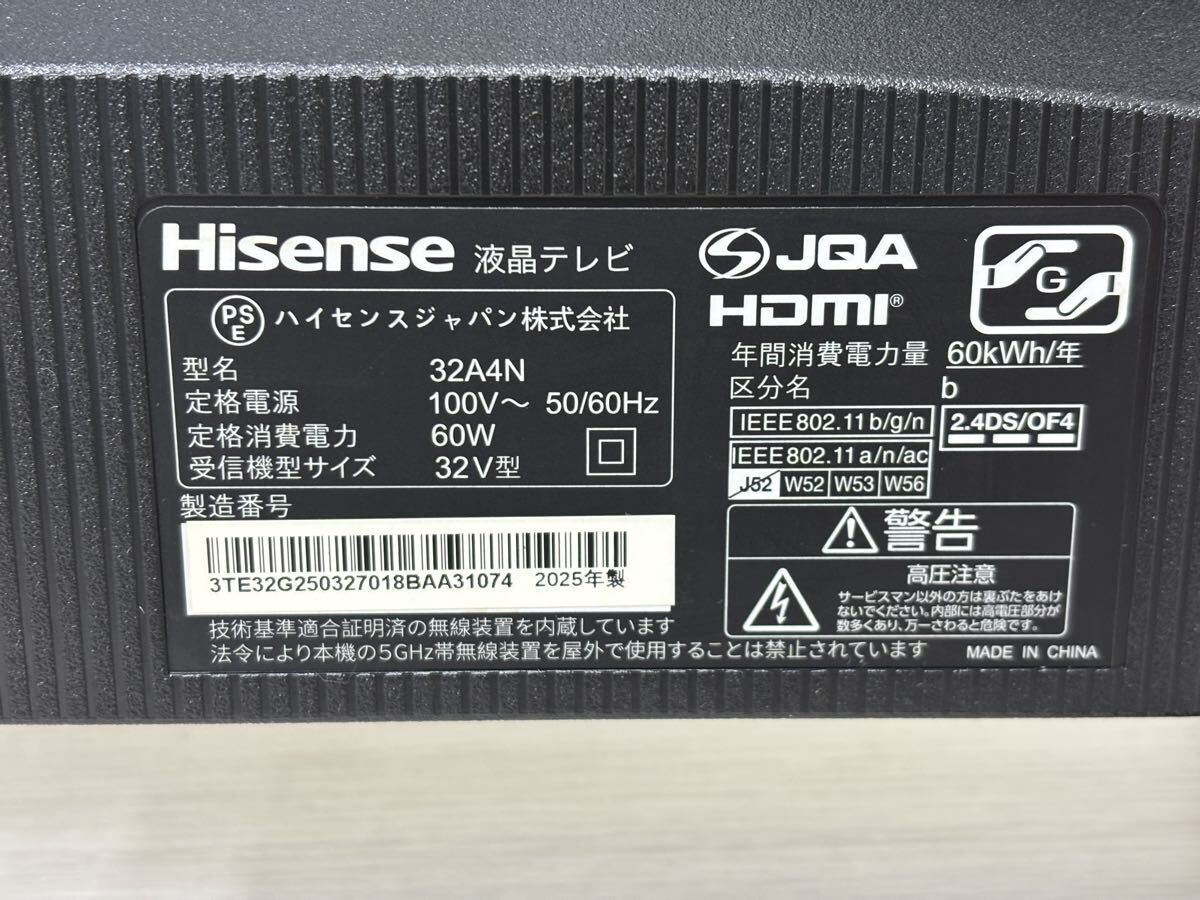 Hisense 液晶テレビ
PSE ハイセンスジャパン株式会社
型名 32A4N
定格電源 100V～ 50/60Hz
定格消費電力 60W
受信機型サイズ 32V型
製造番号
3TE32G250327018BAA31074 2025年製
技術基準適合証明済の無線装置を内蔵しています
法令により本機の5GHz帯無線装置を屋外で使用することは禁止されています
JQA
HDMI®
G
年間消費電力量 60kWh/年
区分名 b
IEEE802.11b/g/n
2.4DS/OF4
IEEE802.11a/n/ac
J52 W52 W53 W56
警告
高圧注意
サービスマン以外の方は裏ぶたをあけ
ないでください。内部には高電圧部分が
数多くあり、万一さわると危険です。
MADE IN CHINA